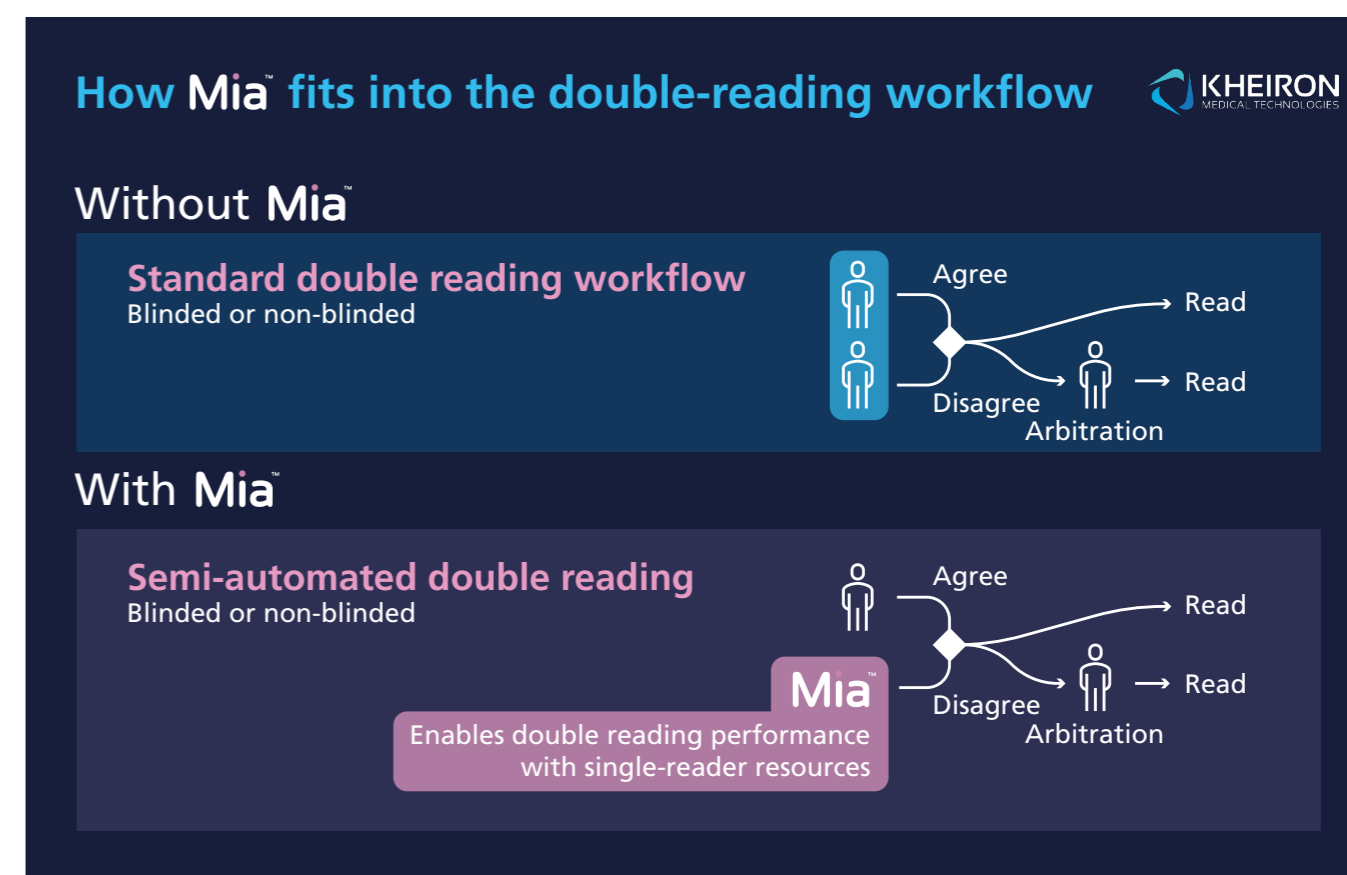 How Mia™ fits into the double-reading workflow
KHEIRON
MEDICAL TECHNOLOGIES
Without Mia™
Standard double reading workflow
Blinded or non-blinded
Agree
Read
Disagree
Read
Arbitration
With Mia™
Semi-automated double reading
Blinded or non-blinded
Agree
Read
Mia™
Disagree
Read
Arbitration
Enables double reading performance
with single-reader resources